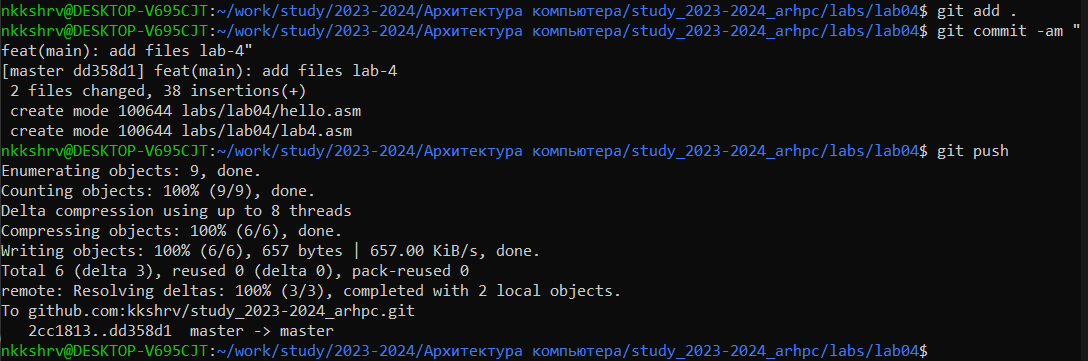 nkkshrv@DESKTOP-V695CJT:~/work/study/2023-2024/Архитектура компьютера/study_2023-2024_arhpc/labs/lab04$ git add .
nkkshrv@DESKTOP-V695CJT:~/work/study/2023-2024/Архитектура компьютера/study_2023-2024_arhpc/labs/lab04$ git commit -am "
feat(main): add files lab-4"
[master dd358d1] feat(main): add files lab-4
 2 files changed, 38 insertions(+)
 create mode 100644 labs/lab04/hello.asm
 create mode 100644 labs/lab04/lab4.asm
nkkshrv@DESKTOP-V695CJT:~/work/study/2023-2024/Архитектура компьютера/study_2023-2024_arhpc/labs/lab04$ git push
Enumerating objects: 9, done.
Counting objects: 100% (9/9), done.
Delta compression using up to 8 threads
Compressing objects: 100% (6/6), done.
Writing objects: 100% (6/6), 657 bytes | 657.00 KiB/s, done.
Total 6 (delta 3), reused 0 (delta 0), pack-reused 0
remote: Resolving deltas: 100% (3/3), completed with 2 local objects.
To github.com:kkshrv/study_2023-2024_arhpc.git
   2cc1813..dd358d1  master -> master
nkkshrv@DESKTOP-V695CJT:~/work/study/2023-2024/Архитектура компьютера/study_2023-2024_arhpc/labs/lab04$